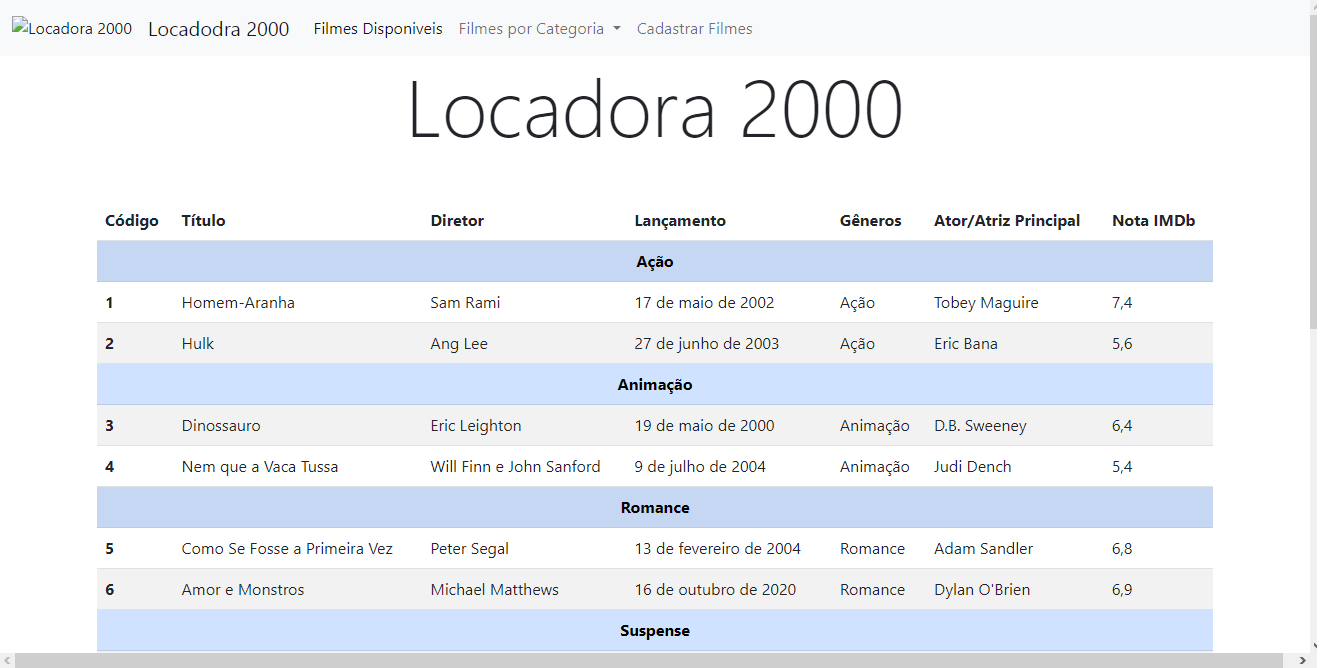 Locadora 2000 Locadodra 2000 Filmes Disponiveis Filmes por Categoria Cadastrar Filmes
Locadora 2000
Código Título Diretor Lançamento Gêneros Ator/Atriz Principal Nota IMDb
Ação
1 Homem-Aranha Sam Rami 17 de maio de 2002 Ação Tobey Maguire 7,4
2 Hulk Ang Lee 27 de junho de 2003 Ação Eric Bana 5,6
Animação
3 Dinossauro Eric Leighton 19 de maio de 2000 Animação D.B. Sweeney 6,4
4 Nem que a Vaca Tussa Will Finn e John Sanford 9 de julho de 2004 Animação Judi Dench 5,4
Romance
5 Como Se Fosse a Primeira Vez Peter Segal 13 de fevereiro de 2004 Romance Adam Sandler 6,8
6 Amor e Monstros Michael Matthews 16 de outubro de 2020 Romance Dylan O'Brien 6,9
Suspense